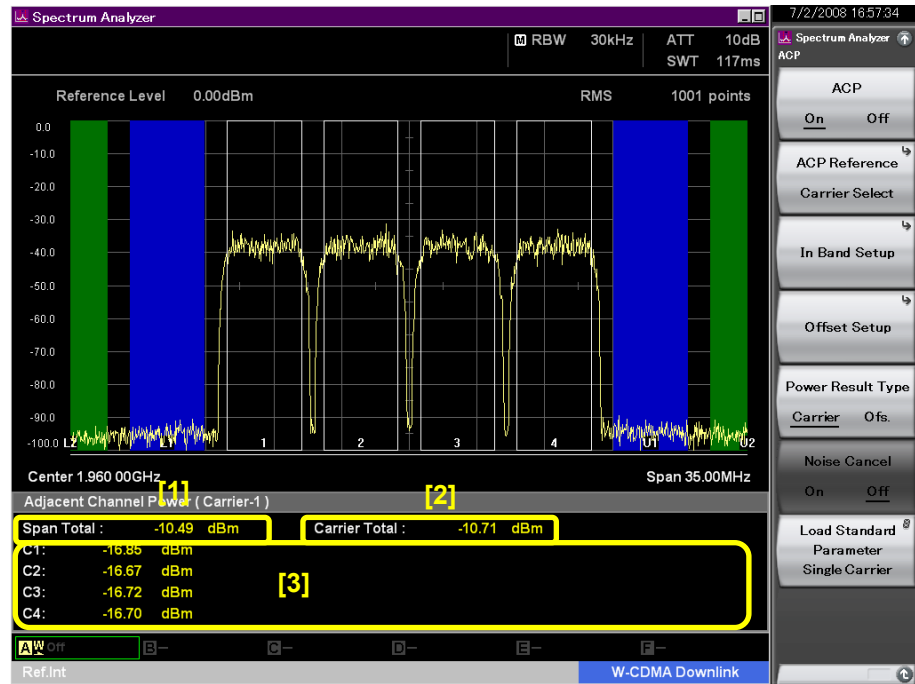 Spectrum Analyzer
7/2/2008 16:57:34
M RBW 30kHz ATT 10dB
SWT 117ms
Reference Level 0.00dBm RMS 1001 points
0.0
-10.0
-20.0
-30.0
-40.0
-50.0
-60.0
-70.0
-80.0
-90.0
-100.0 L2 L1 1 2 3 4 U1 U2
Center 1.960 00GHz Span 35.00MHz
[1] [2]
Adjacent Channel Power ( Carrier-1 )
Span Total : -10.49 dBm Carrier Total : -10.71 dBm
C1: -16.85 dBm
C2: -16.67 dBm
[3]
C3: -16.72 dBm
C4: -16.70 dBm
A W Off B- C- D- E- F-
Ref.Int W-CDMA Downlink
Spectrum Analyzer
ACP
ACP
On Off
ACP Reference
Carrier Select
In Band Setup
Offset Setup
Power Result Type
Carrier Ofs.
Noise Cancel
On Off
Load Standard
Parameter
Single Carrier